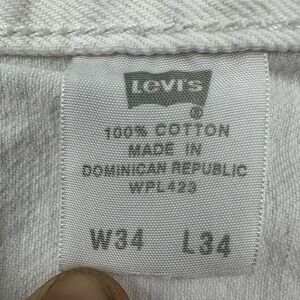 LEVI'S
®
100% COTTON
MADE IN
DOMINICAN REPUBLIC
WPL423
W34 L34